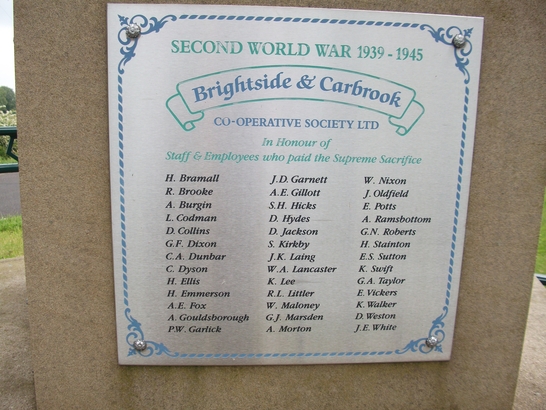 SECOND WORLD WAR 1939 - 1945
Brightside & Carbrook
CO-OPERATIVE SOCIETY LTD
In Honour of
Staff & Employees who paid the Supreme Sacrifice
H. Bramall
R. Brooke
A. Burgin
L. Codman
D. Collins
G.F. Dixon
C.A. Dunbar
C. Dyson
H. Ellis
H. Emmerson
A.E. Fox
A. Gouldsborough
P.W. Garlick
J.D. Garnett
A.E. Gillott
S.H. Hicks
D. Hydes
D. Jackson
S. Kirkby
J.K. Laing
W.A. Lancaster
K. Lee
R.L. Littler
W. Maloney
G.J. Marsden
A. Morton
W. Nixon
J. Oldfield
E. Potts
A. Ramsbottom
G.N. Roberts
H. Stainton
E.S. Sutton
K. Swift
G.A. Taylor
E. Vickers
K. Walker
D. Weston
J.E. White